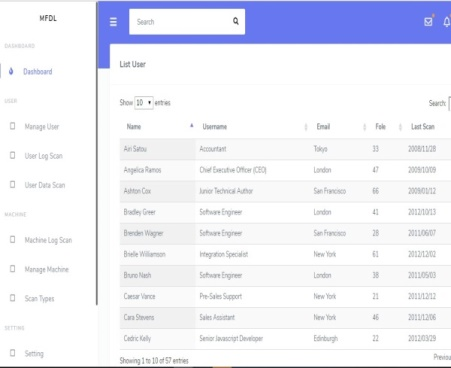 MFDL
DASHBOARD
Dashboard
USER
Manage User
User Log Scan
User Data Scan
MACHINE
Machine Log Scan
Manage Machine
Scan Types
SETTING
Setting
Search
List User
Show 10 entries
Search:
Name Username Email Fole Last Scan
Airi Satou Accountant Tokyo 33 2008/11/28
Angelica Ramos Chief Executive Officer (CEO) London 47 2009/10/09
Ashton Cox Junior Technical Author San Francisco 66 2009/01/12
Bradley Greer Software Engineer London 41 2012/10/13
Brenden Wagner Software Engineer San Francisco 28 2011/06/07
Brielle Williamson Integration Specialist New York 61 2012/12/02
Bruno Nash Software Engineer London 38 2011/05/03
Caesar Vance Pre-Sales Support New York 21 2011/12/12
Cara Stevens Sales Assistant New York 46 2011/12/06
Cedric Kelly Senior Javascript Developer Edinburgh 22 2012/03/29
Showing 1 to 10 of 57 entries
Previou